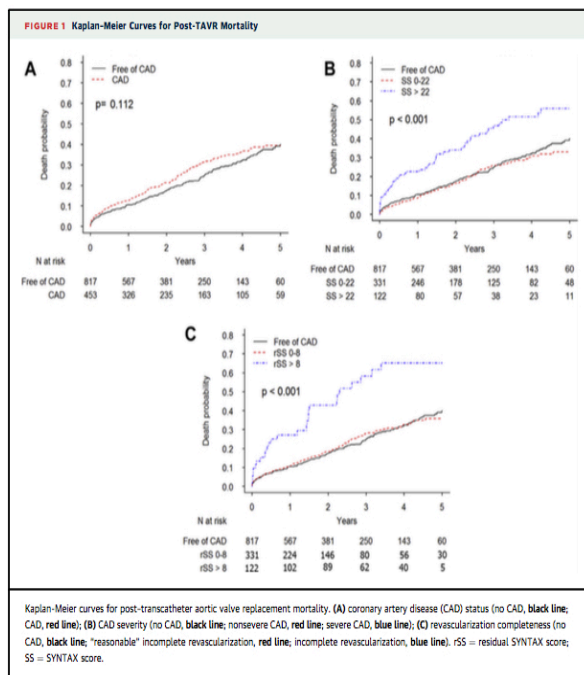 FIGURE 1 Kaplan-Meier Curves for Post-TAVR Mortality
A
Free of CAD
CAD
p= 0.112
Death probability
0.8
0.7
0.6
0.5
0.4
0.3
0.2
0.1
0.0
0 1 2 3 4 5
N at risk Years
Free of CAD 817 567 381 250 143 60
CAD 453 326 235 163 105 59
B
Free of CAD
SS 0-22
SS > 22
p < 0.001
Death probability
0.8
0.7
0.6
0.5
0.4
0.3
0.2
0.1
0.0
0 1 2 3 4 5
N at risk Years
Free of CAD 817 567 381 250 143 60
SS 0-22 331 246 178 125 82 48
SS > 22 122 80 57 38 23 11
C
Free of CAD
rSS 0-8
rSS > 8
p < 0.001
Death probability
0.8
0.7
0.6
0.5
0.4
0.3
0.2
0.1
0.0
0 1 2 3 4 5
N at risk Years
Free of CAD 817 567 381 250 143 60
rSS 0-8 331 224 146 80 56 30
rSS > 8 122 102 89 62 40 5
Kaplan-Meier curves for post-transcatheter aortic valve replacement mortality. (A) coronary artery disease (CAD) status (no CAD, black line;
CAD, red line); (B) CAD severity (no CAD, black line; nonsevere CAD, red line; severe CAD, blue line); (C) revascularization completeness (no
CAD, black line; "reasonable" incomplete revascularization, red line; incomplete revascularization, blue line). rSS = residual SYNTAX score;
SS = SYNTAX score.